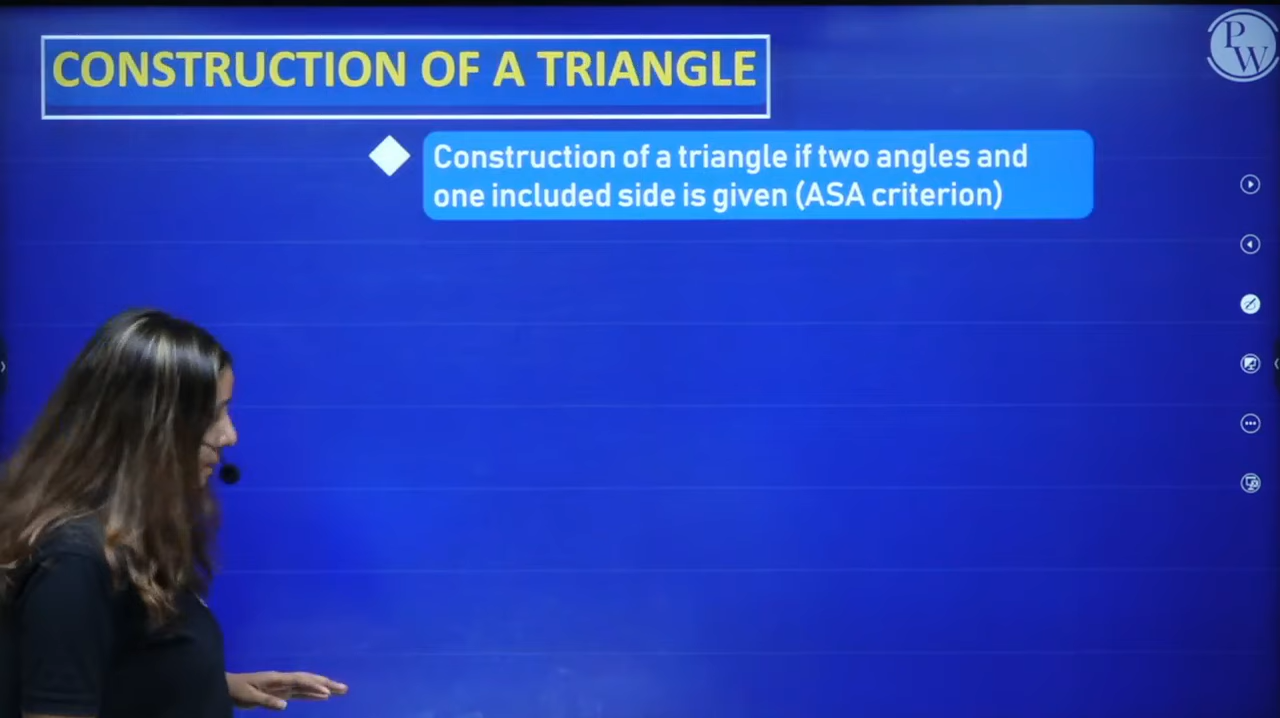 CONSTRUCTION OF A TRIANGLE
PW
Construction of a triangle if two angles and
one included side is given (ASA criterion)